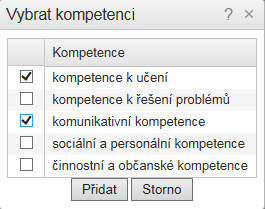 Vybrat kompetenci ? ×
Kompetence
kompetence k učení
kompetence k řešení problémů
komunikativní kompetence
sociální a personální kompetence
činnostní a občanské kompetence
Přidat Storno